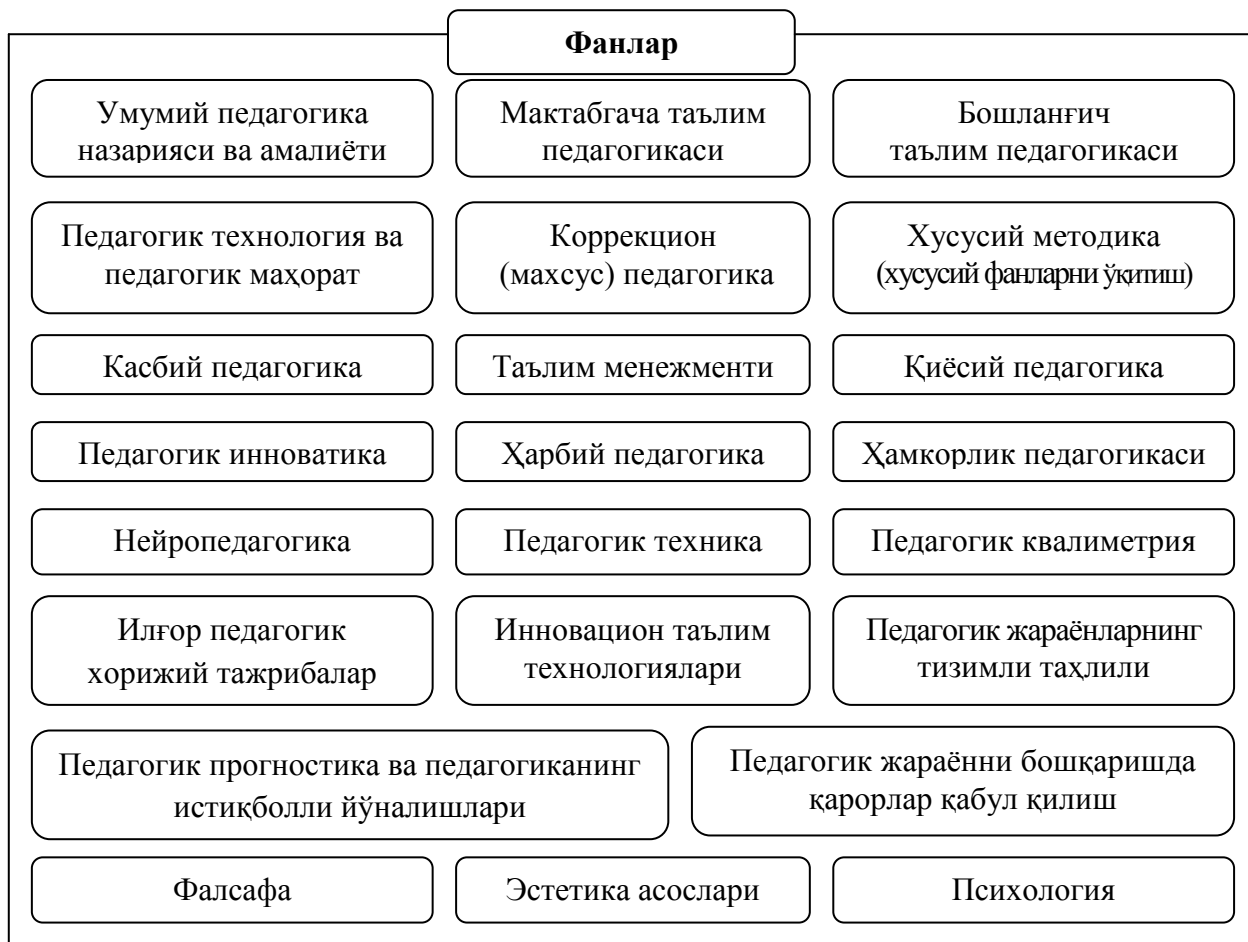 Фанлар
Умумий педагогика
назарияси ва амалиёти
Мактабгача таълим
педагогикаси
Бошланғич
таълим педагогикаси
Педагогик технология ва
педагогик маҳорат
Коррекцион
(махсус) педагогика
Хусусий методика
(хусусий фанларни ўқитиш)
Касбий педагогика
Таълим менежменти
Қиёсий педагогика
Педагогик инноватика
Ҳарбий педагогика
Ҳамкорлик педагогикаси
Нейропедагогика
Педагогик техника
Педагогик квалиметрия
Илғор педагогик
хорижий тажрибалар
Инновацион таълим
технологиялари
Педагогик жараёнларнинг
тизимли таҳлили
Педагогик прогностика ва педагогиканинг
истиқболли йўналишлари
Педагогик жараённи бошқаришда
қарорлар қабул қилиш
Фалсафа
Эстетика асослари
Психология